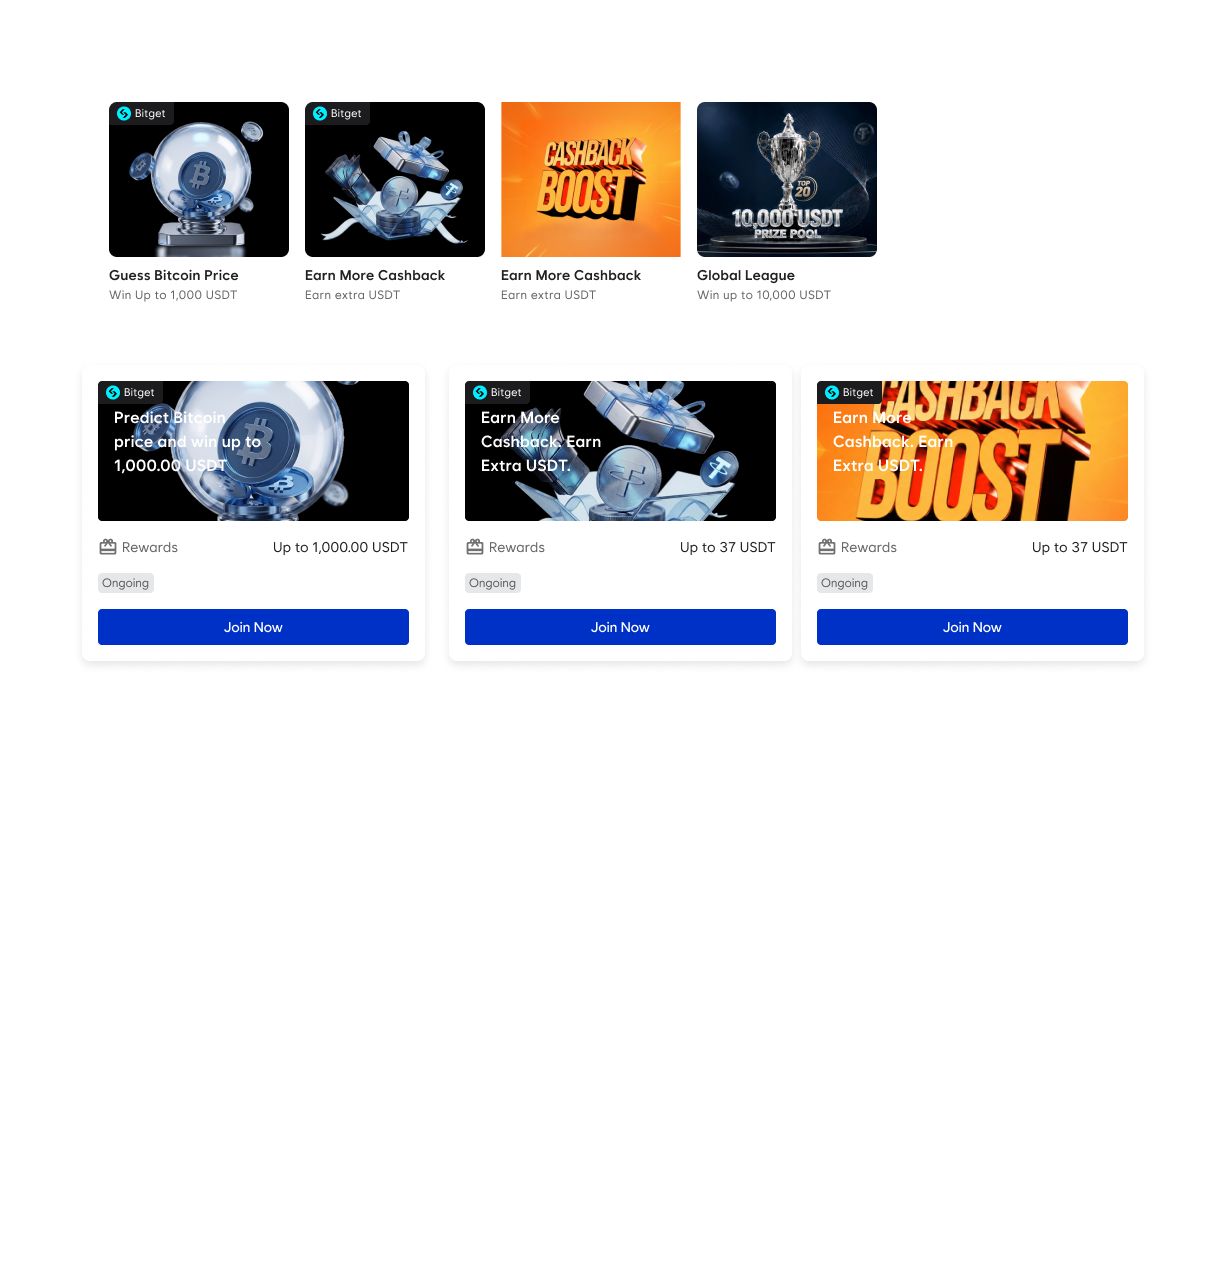 Bitget
Bitget
CASHBACK
BOOST
TOP
20
10,000 USDT
PRIZE POOL
Guess Bitcoin Price
Win Up to 1,000 USDT
Earn More Cashback
Earn extra USDT
Earn More Cashback
Earn extra USDT
Global League
Win up to 10,000 USDT
Bitget
Predict Bitcoin
price and win up to
1,000.00 USDT
Rewards
Up to 1,000.00 USDT
Ongoing
Join Now
Bitget
Earn More
Cashback. Earn
Extra USDT.
Rewards
Up to 37 USDT
Ongoing
Join Now
Bitget
CASHBACK
BOOST
Earn More
Cashback. Earn
Extra USDT.
Rewards
Up to 37 USDT
Ongoing
Join Now